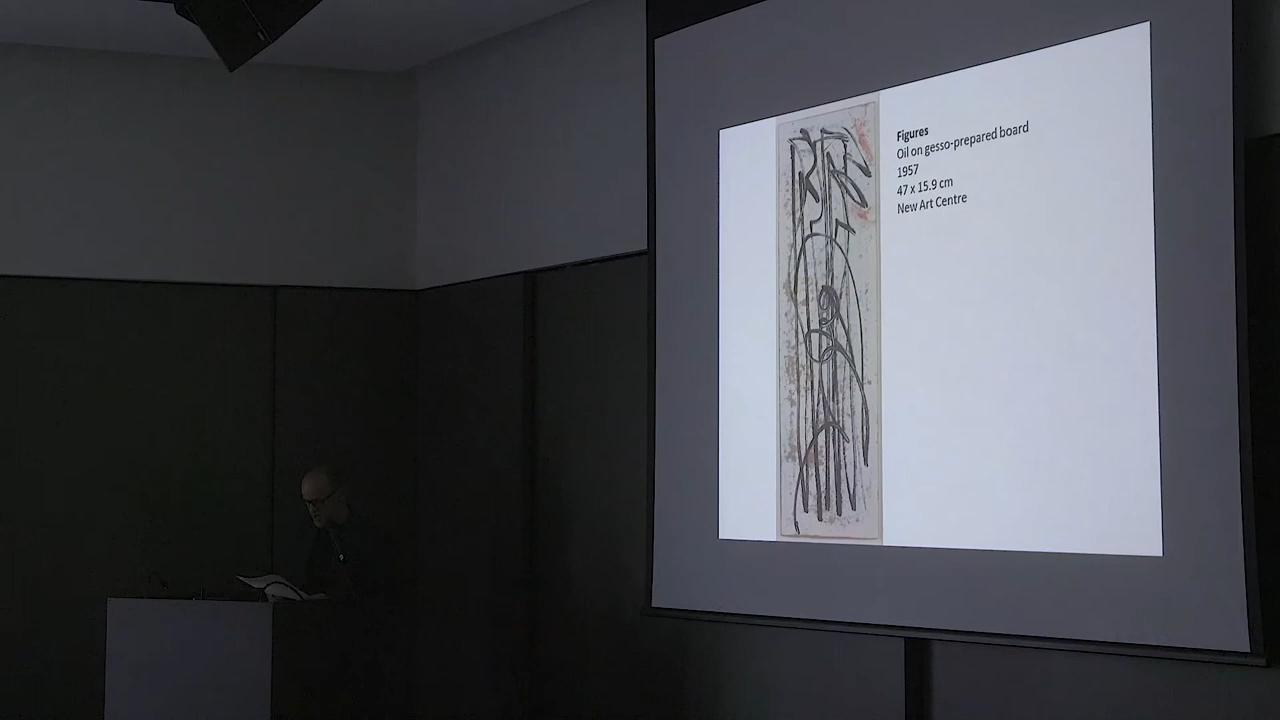 Figures
Oil on gesso-prepared board
1957
47 x 15.9 cm
New Art Centre